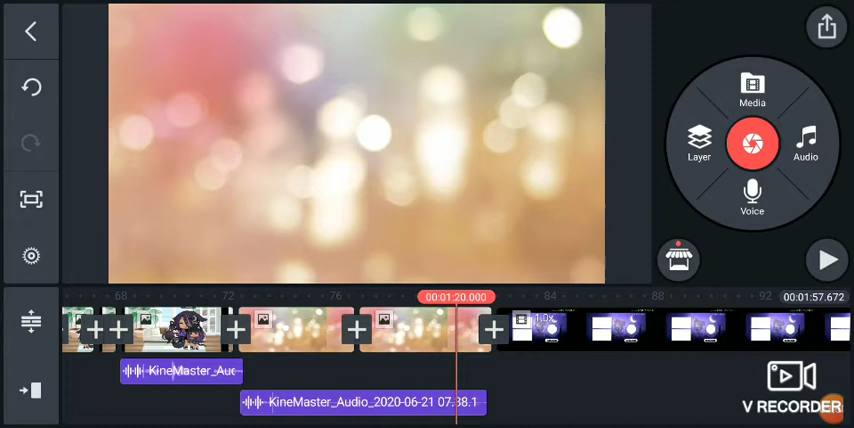 Media
Layer
Audio
Voice
68
72
76
00:01:20.000
84
88
92
00:01:57.672
1.0x
KineMaster_Aud
KineMaster_Audio_2020-06-21 07.38.1
V RECORDER